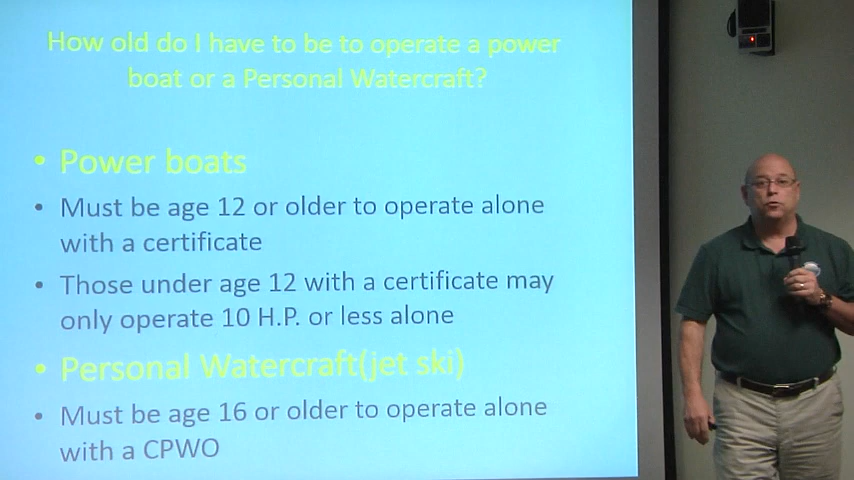 How old do I have to be to operate a power
boat or a Personal Watercraft?
• Power boats
• Must be age 12 or older to operate alone
with a certificate
• Those under age 12 with a certificate may
only operate 10 H.P. or less alone
• Personal Watercraft(jet ski)
• Must be age 16 or older to operate alone
with a CPWO